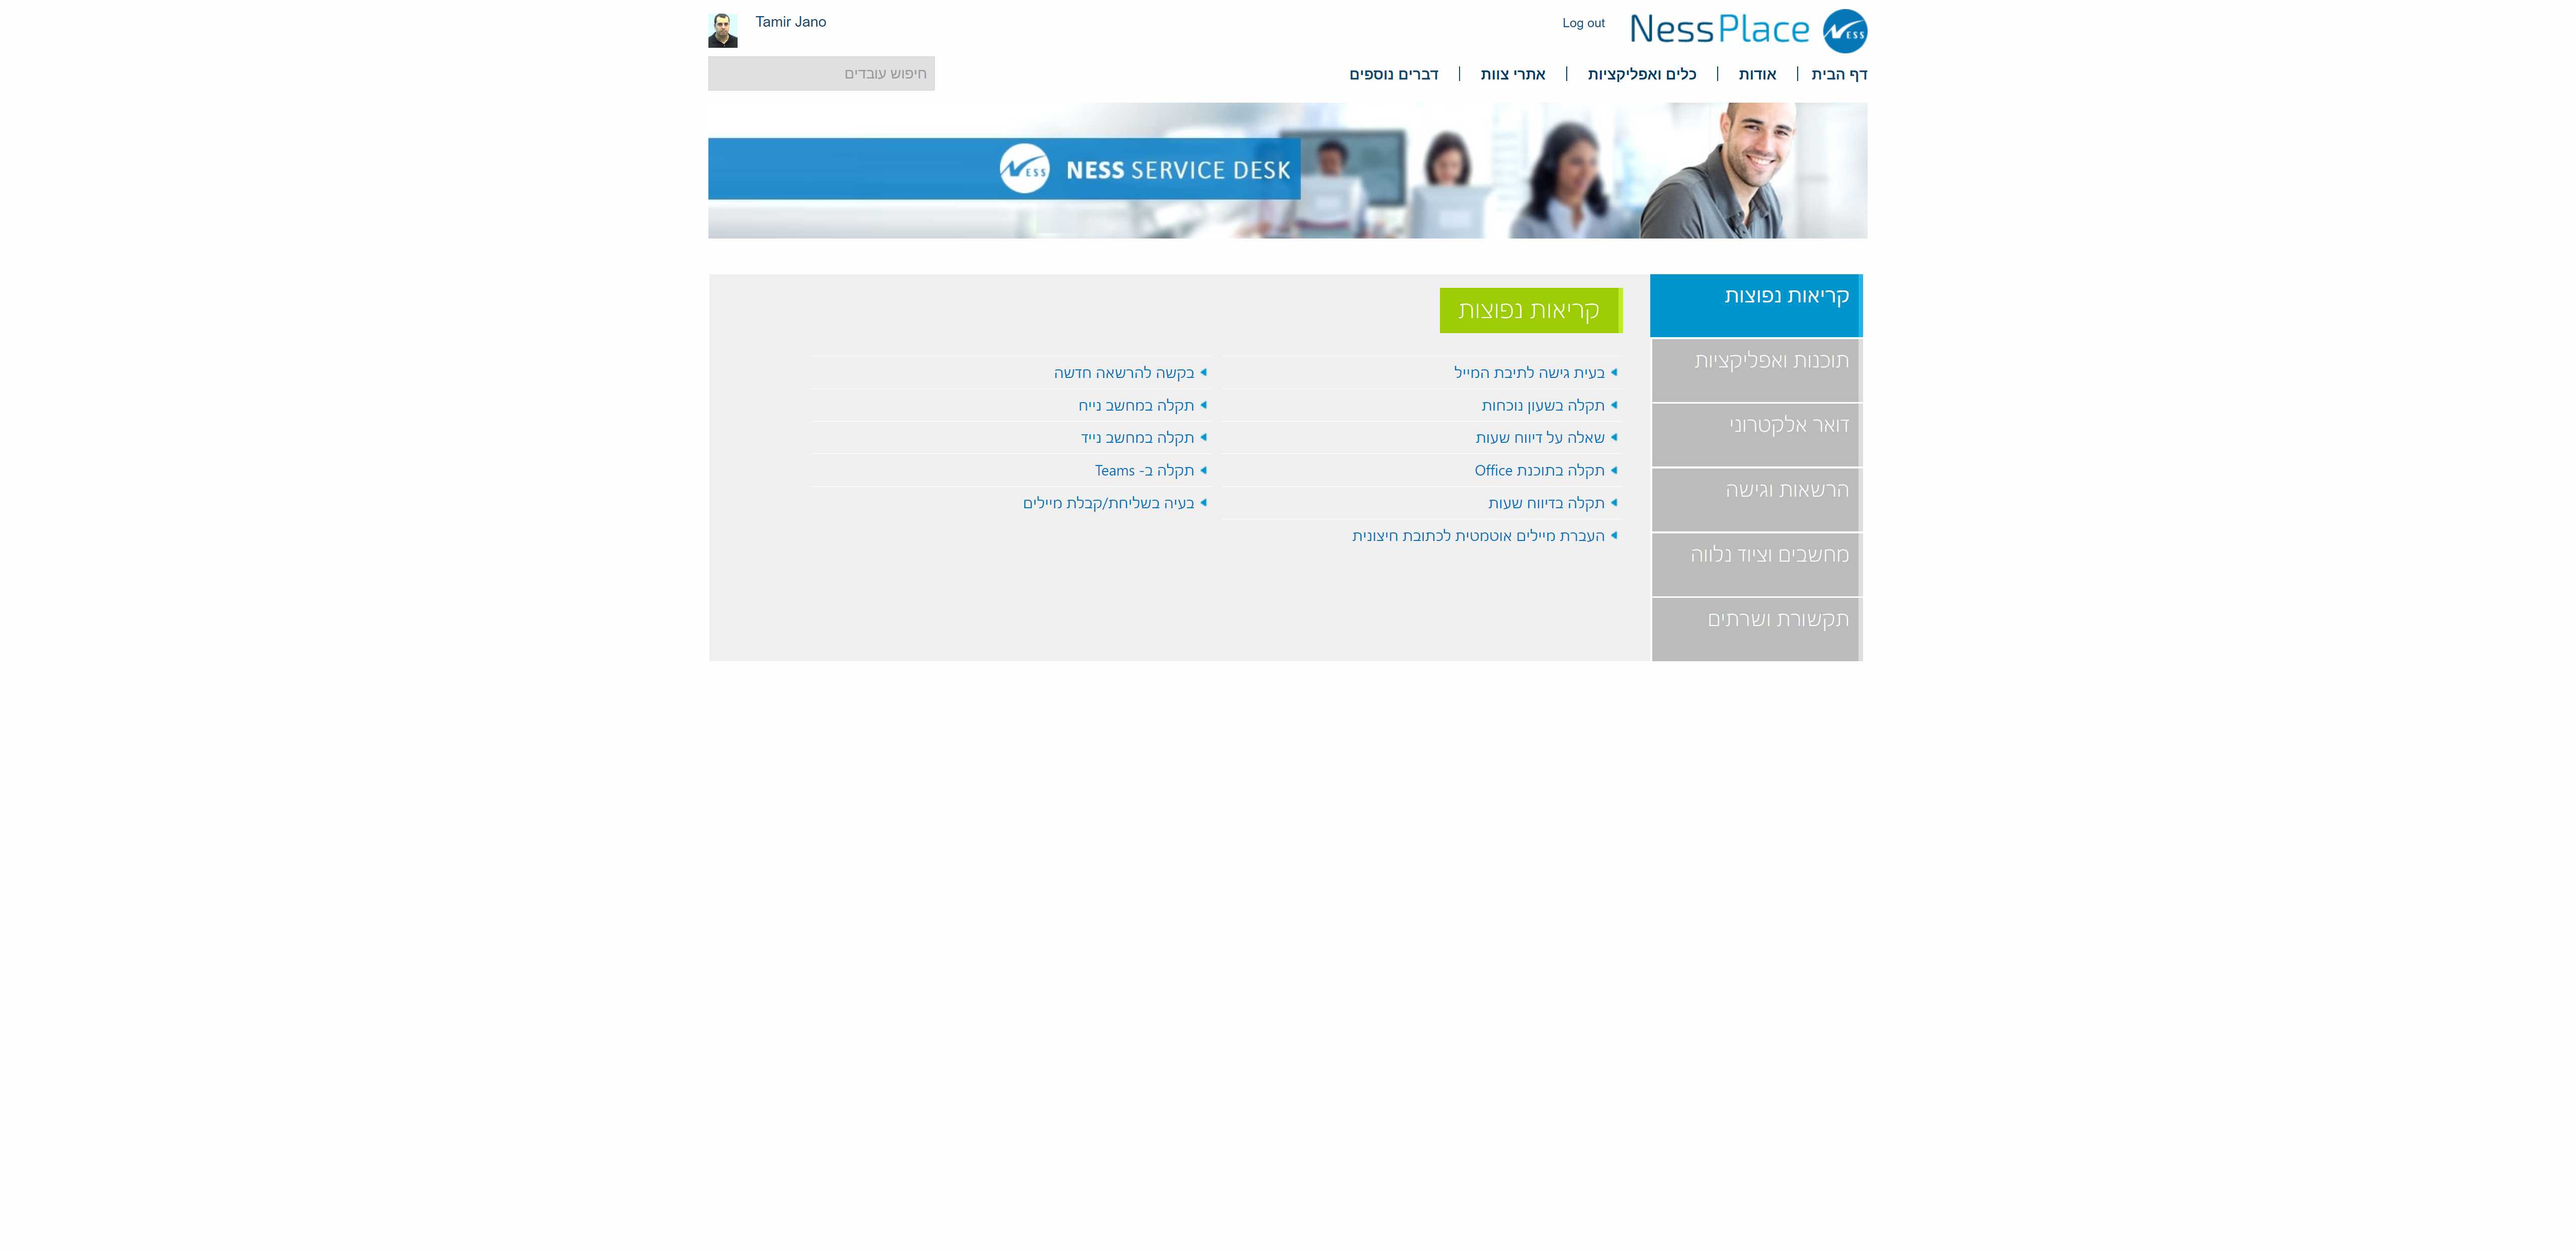 NessPlace NESS
Log out
Tamir Jano
דף הבית
אודות
כלים ואפליקציות
אתרי צוות
דברים נוספים
חיפוש עובדים
NESS NESS SERVICE DESK
קריאות נפוצות
תוכנות ואפליקציות
דואר אלקטרוני
הרשאות וגישה
מחשבים וציוד נלווה
תקשורת ושרתים
קריאות נפוצות
בעית גישה לתיבת המייל
תקלה בשעון נוכחות
שאלה על דיווח שעות
תקלה בתוכנת Office
תקלה בדיווח שעות
העברת מיילים אוטמטית לכתובת חיצונית
בקשה להרשאה חדשה
תקלה במחשב נייח
תקלה במחשב נייד
תקלה ב- Teams
בעיה בשליחת/קבלת מיילים